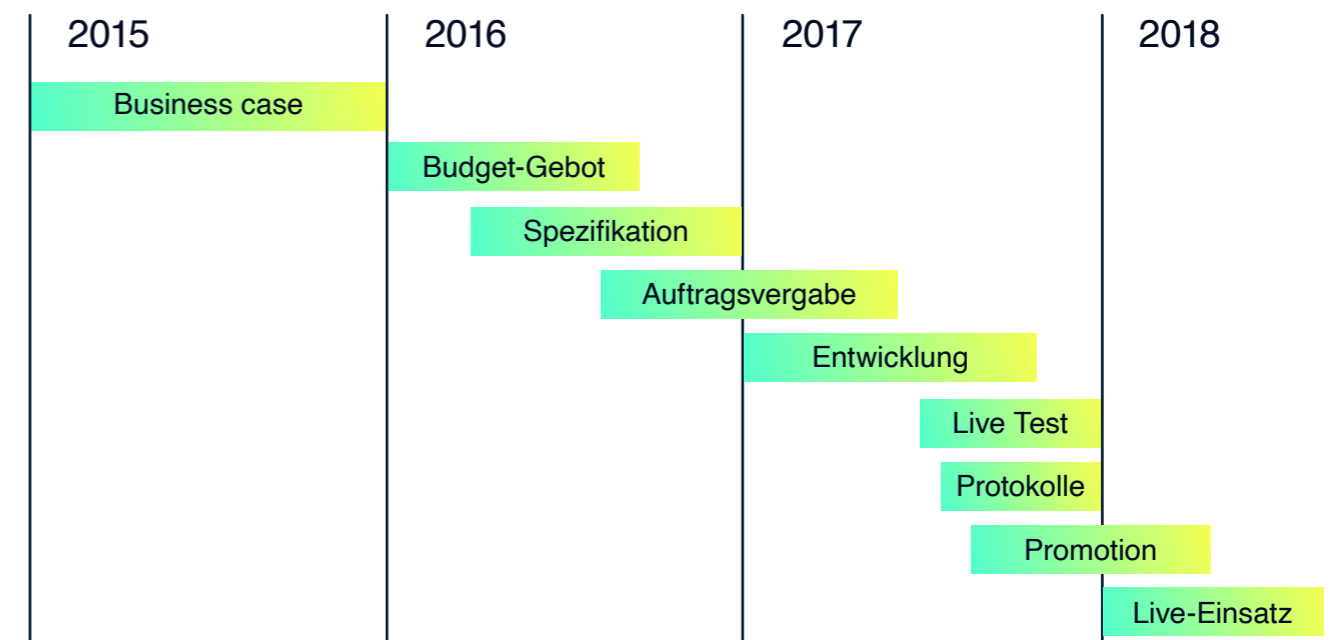 2015 2016 2017 2018
Business case
Budget-Gebot
Spezifikation
Auftragsvergabe
Entwicklung
Live Test
Protokolle
Promotion
Live-Einsatz